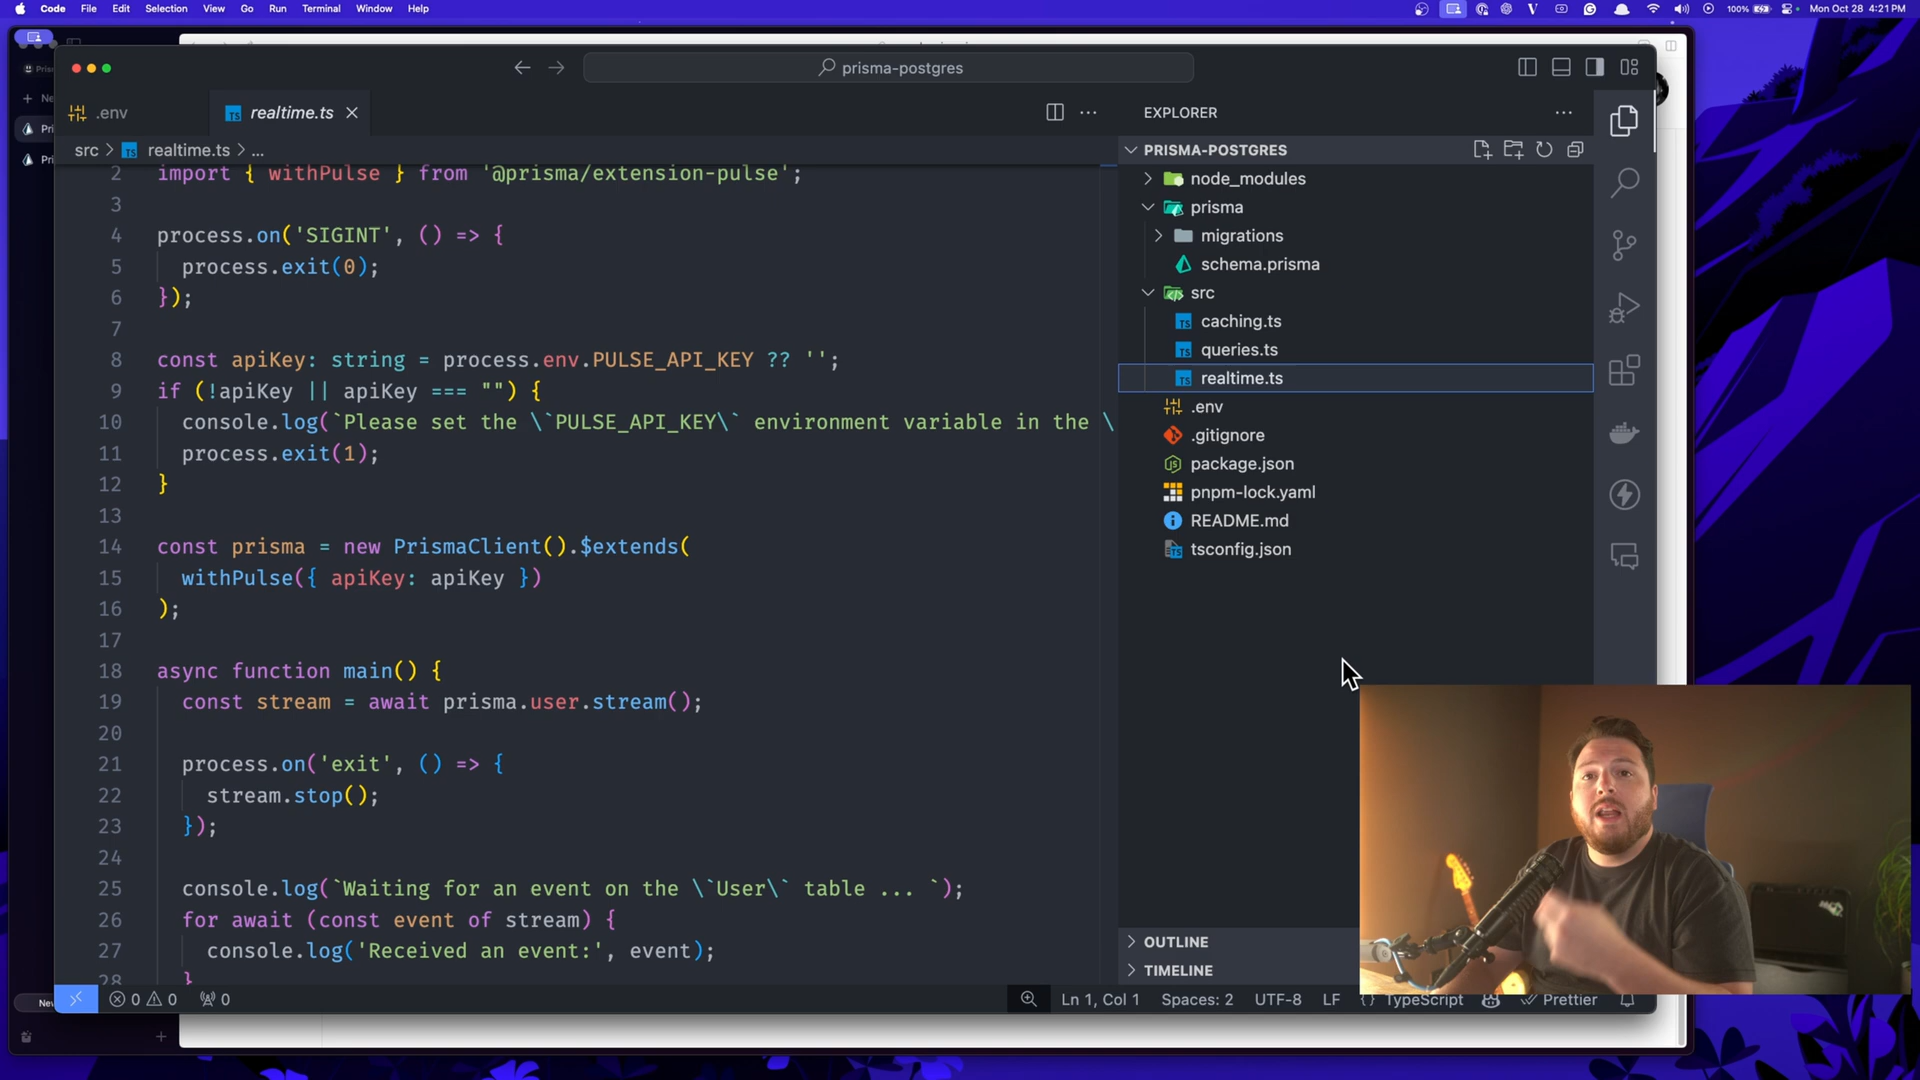 Code File Edit Selection View Go Run Terminal Window Help
100% Mon Oct 28 4:21 PM
prisma-postgres
.env
realtime.ts
src > realtime.ts > ...
2 import { withPulse } from '@prisma/extension-pulse';
3
4 process.on('SIGINT', () => {
5 process.exit(0);
6 });
7
8 const apiKey: string = process.env.PULSE_API_KEY ?? '';
9 if (!apiKey || apiKey === "") {
10 console.log(`Please set the \`PULSE_API_KEY\` environment variable in the \
11 process.exit(1);
12 }
13
14 const prisma = new PrismaClient().$extends(
15 withPulse({ apiKey: apiKey })
16 );
17
18 async function main() {
19 const stream = await prisma.user.stream();
20
21 process.on('exit', () => {
22 stream.stop();
23 });
24
25 console.log(`Waiting for an event on the \`User\` table ... `);
26 for await (const event of stream) {
27 console.log('Received an event:', event);
28 }
EXPLORER
PRISMA-POSTGRES
node_modules
prisma
migrations
schema.prisma
src
caching.ts
queries.ts
realtime.ts
.env
.gitignore
package.json
pnpm-lock.yaml
README.md
tsconfig.json
OUTLINE
TIMELINE
0 0 0
Ln 1, Col 1 Spaces: 2 UTF-8 LF {} TypeScript Prettier